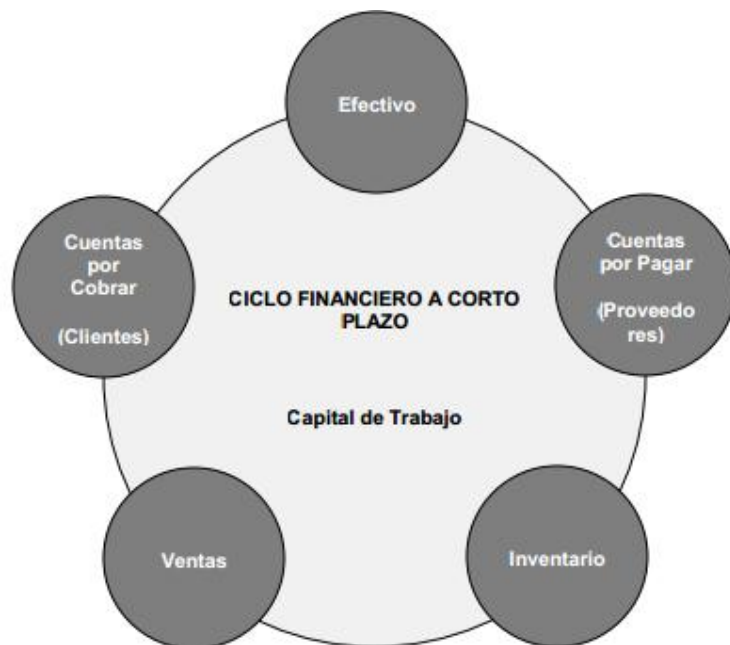 Efectivo
Cuentas
por
Cobrar
(Clientes)
Cuentas
por Pagar
(Proveedo
res)
CICLO FINANCIERO A CORTO
PLAZO
Capital de Trabajo
Ventas
Inventario